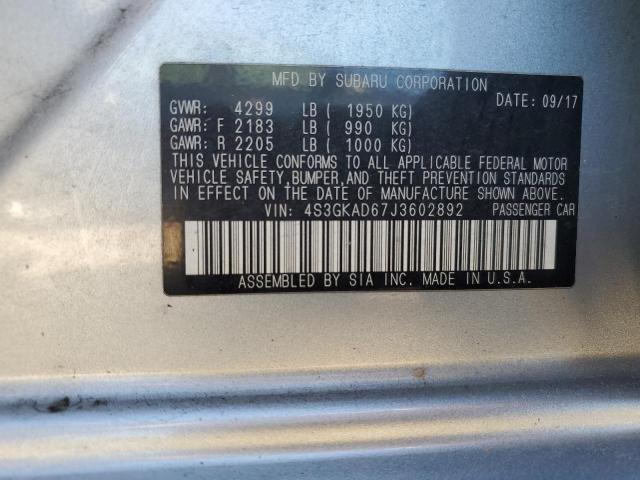 MFD BY SUBARU CORPORATION
DATE: 09/17
GVWR: 4299 LB ( 1950 KG)
GAWR: F 2183 LB ( 990 KG)
GAWR: R 2205 LB ( 1000 KG)
THIS VEHICLE CONFORMS TO ALL APPLICABLE FEDERAL MOTOR
VEHICLE SAFETY, BUMPER, AND THEFT PREVENTION STANDARDS
IN EFFECT ON THE DATE OF MANUFACTURE SHOWN ABOVE.
VIN: 4S3GKAD67J3602892 PASSENGER CAR
ASSEMBLED BY SIA INC. MADE IN U.S.A.